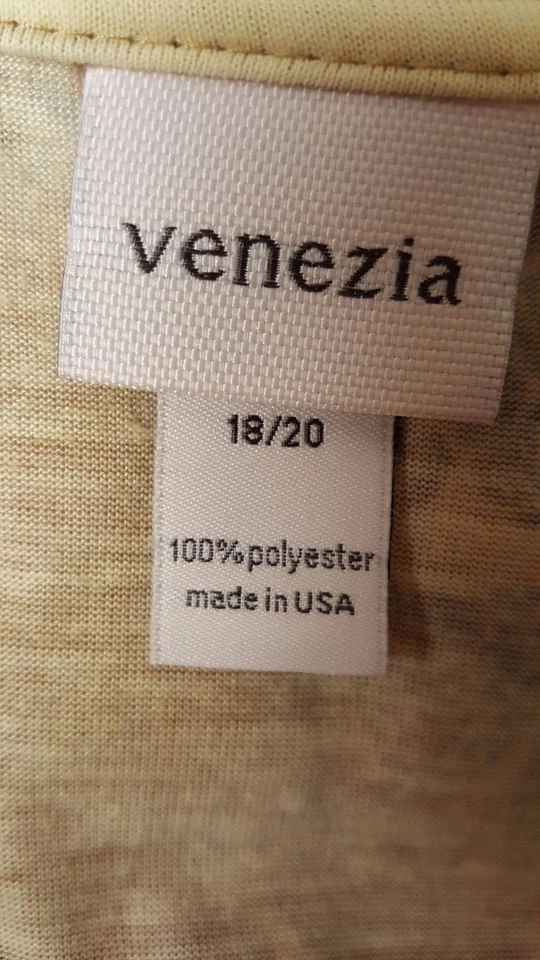 venezia
18/20
100% polyester
made in USA